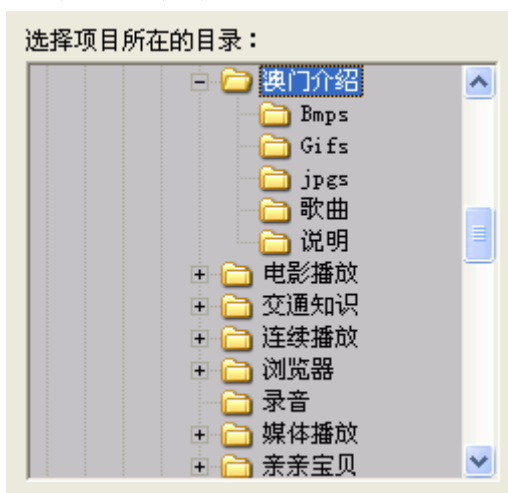 选择项目所在的目录：
澳门介绍
Bmps
Gifs
jpgs
歌曲
说明
电影播放
交通知识
连续播放
浏览器
录音
媒体播放
亲亲宝贝